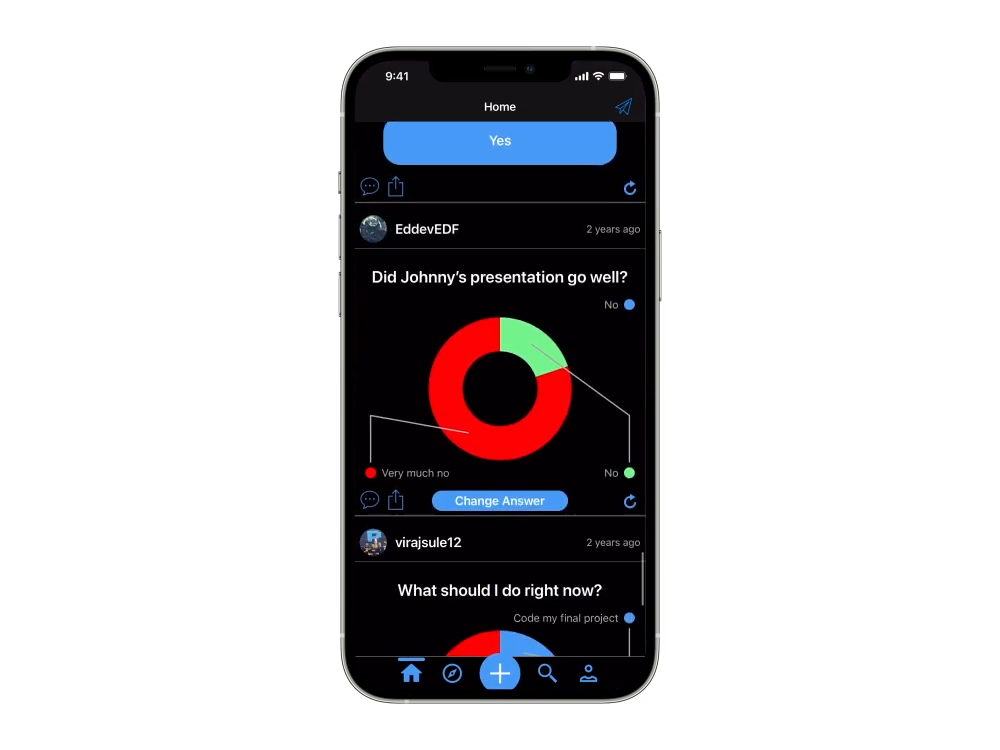 9:41
Home
Yes
EddevEDF
2 years ago
Did Johnny’s presentation go well?
No
Very much no
No
Change Answer
virajsule12
2 years ago
What should I do right now?
Code my final project